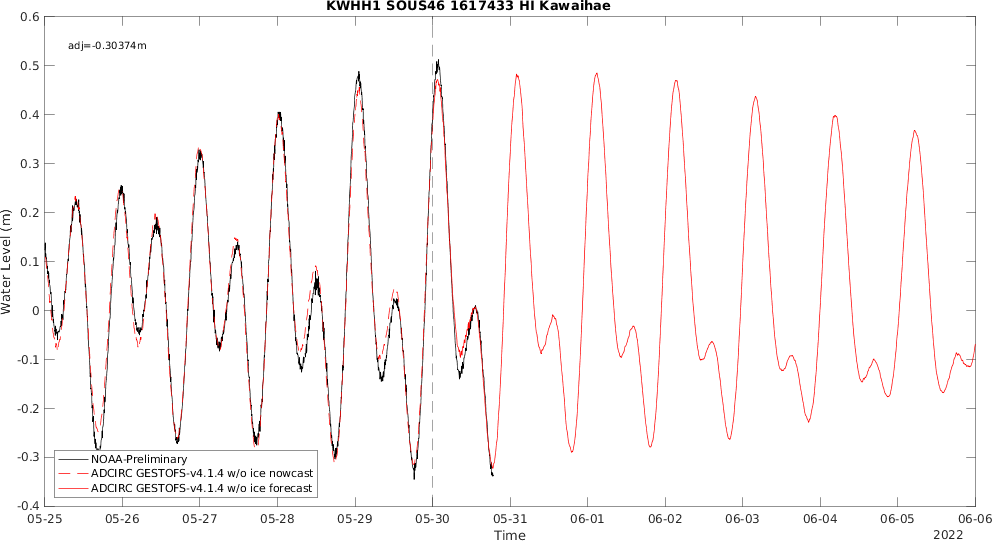 KWHH1 SOUS46 1617433 HI Kawaihae
adj=-0.30374m
Water Level (m)
0.6
0.5
0.4
0.3
0.2
0.1
0
-0.1
-0.2
-0.3
-0.4
NOAA-Preliminary
ADCIRC GESTOFS-v4.1.4 w/o ice nowcast
ADCIRC GESTOFS-v4.1.4 w/o ice forecast
05-25 05-26 05-27 05-28 05-29 05-30 05-31 06-01 06-02 06-03 06-04 06-05 06-06
Time
2022